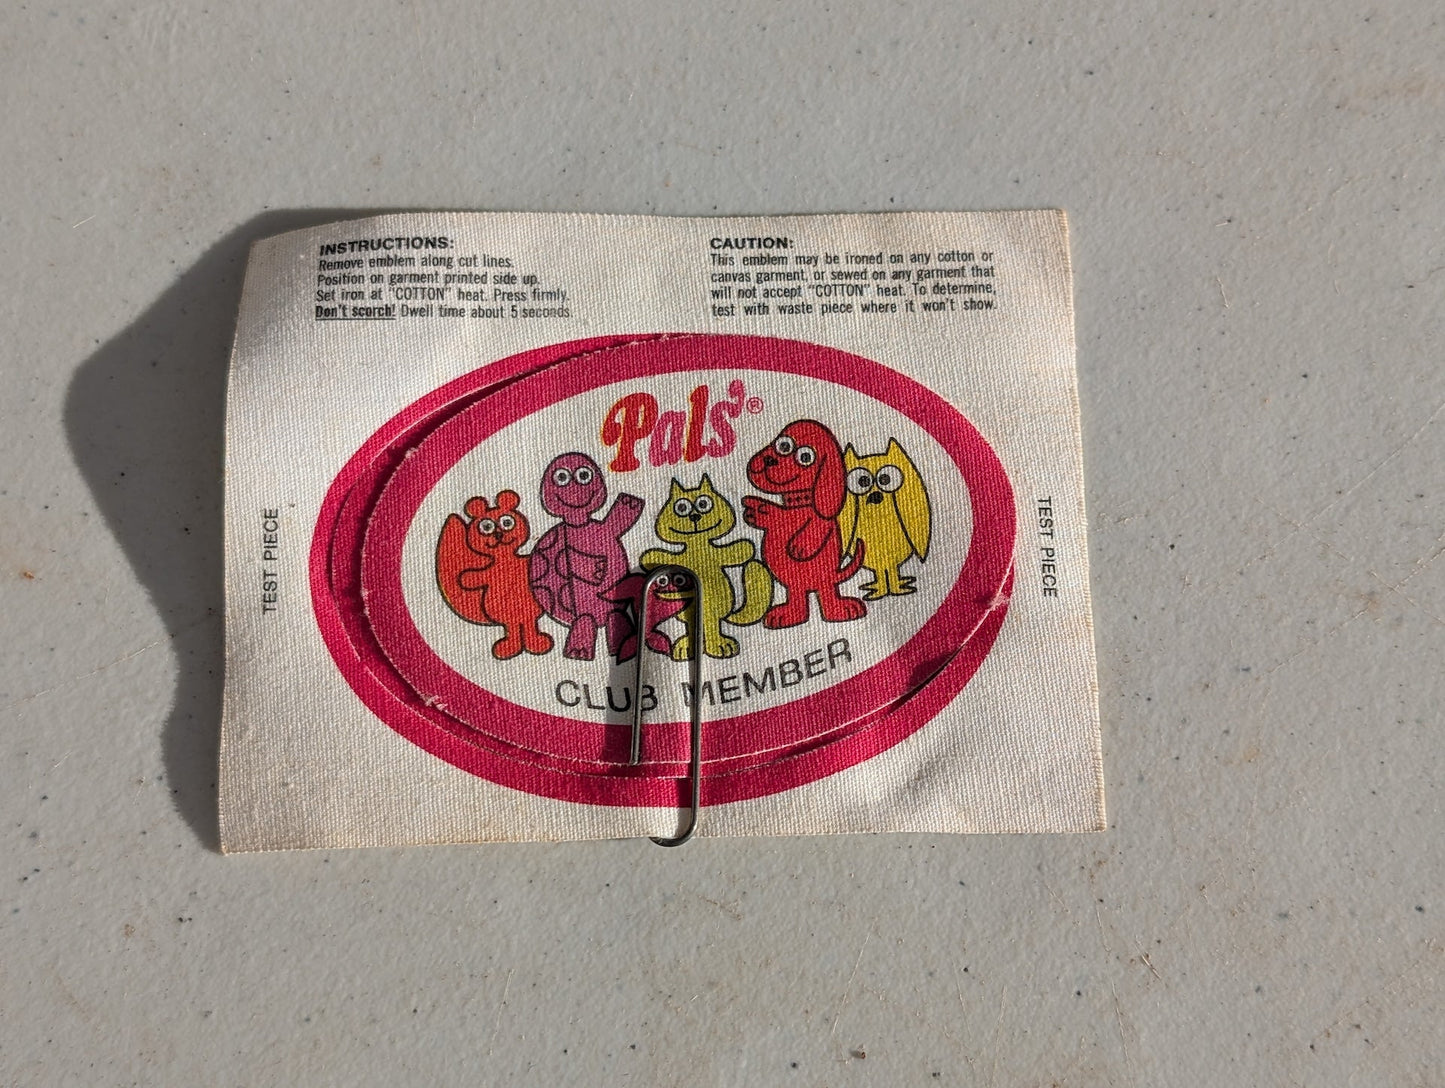 INSTRUCTIONS:
Remove emblem along cut lines.
Position on garment printed side up.
Set iron at "COTTON" heat. Press firmly.
Don't scorch! Dwell time about 5 seconds.
CAUTION:
This emblem may be ironed on any cotton or
canvas garment, or sewed on any garment that
will not accept "COTTON" heat. To determine,
test with waste piece where it won't show.
Pals'®
TEST PIECE
TEST PIECE
CLUB MEMBER